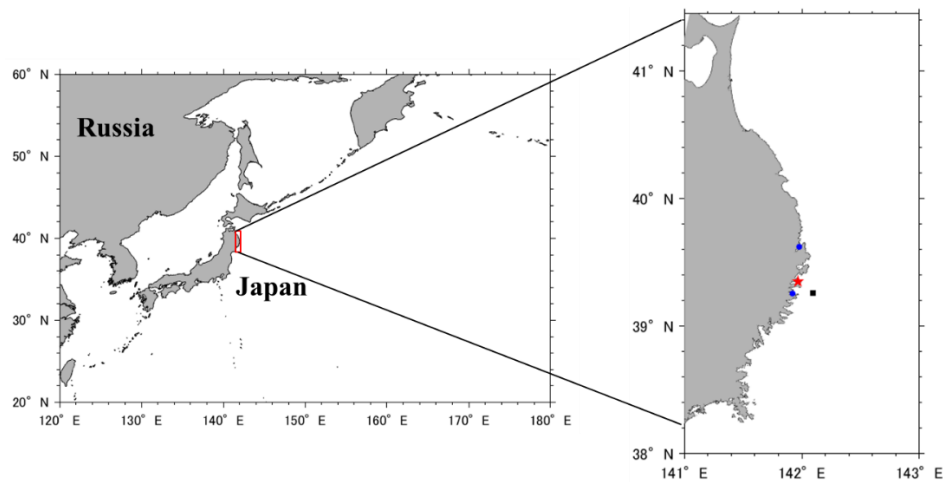 60° N
Russia
50° N
40° N
Japan
30° N
20° N
120° E 130° E 140° E 150° E 160° E 170° E 180° E
41° N
40° N
39° N
38° N
141° E 142° E 143° E